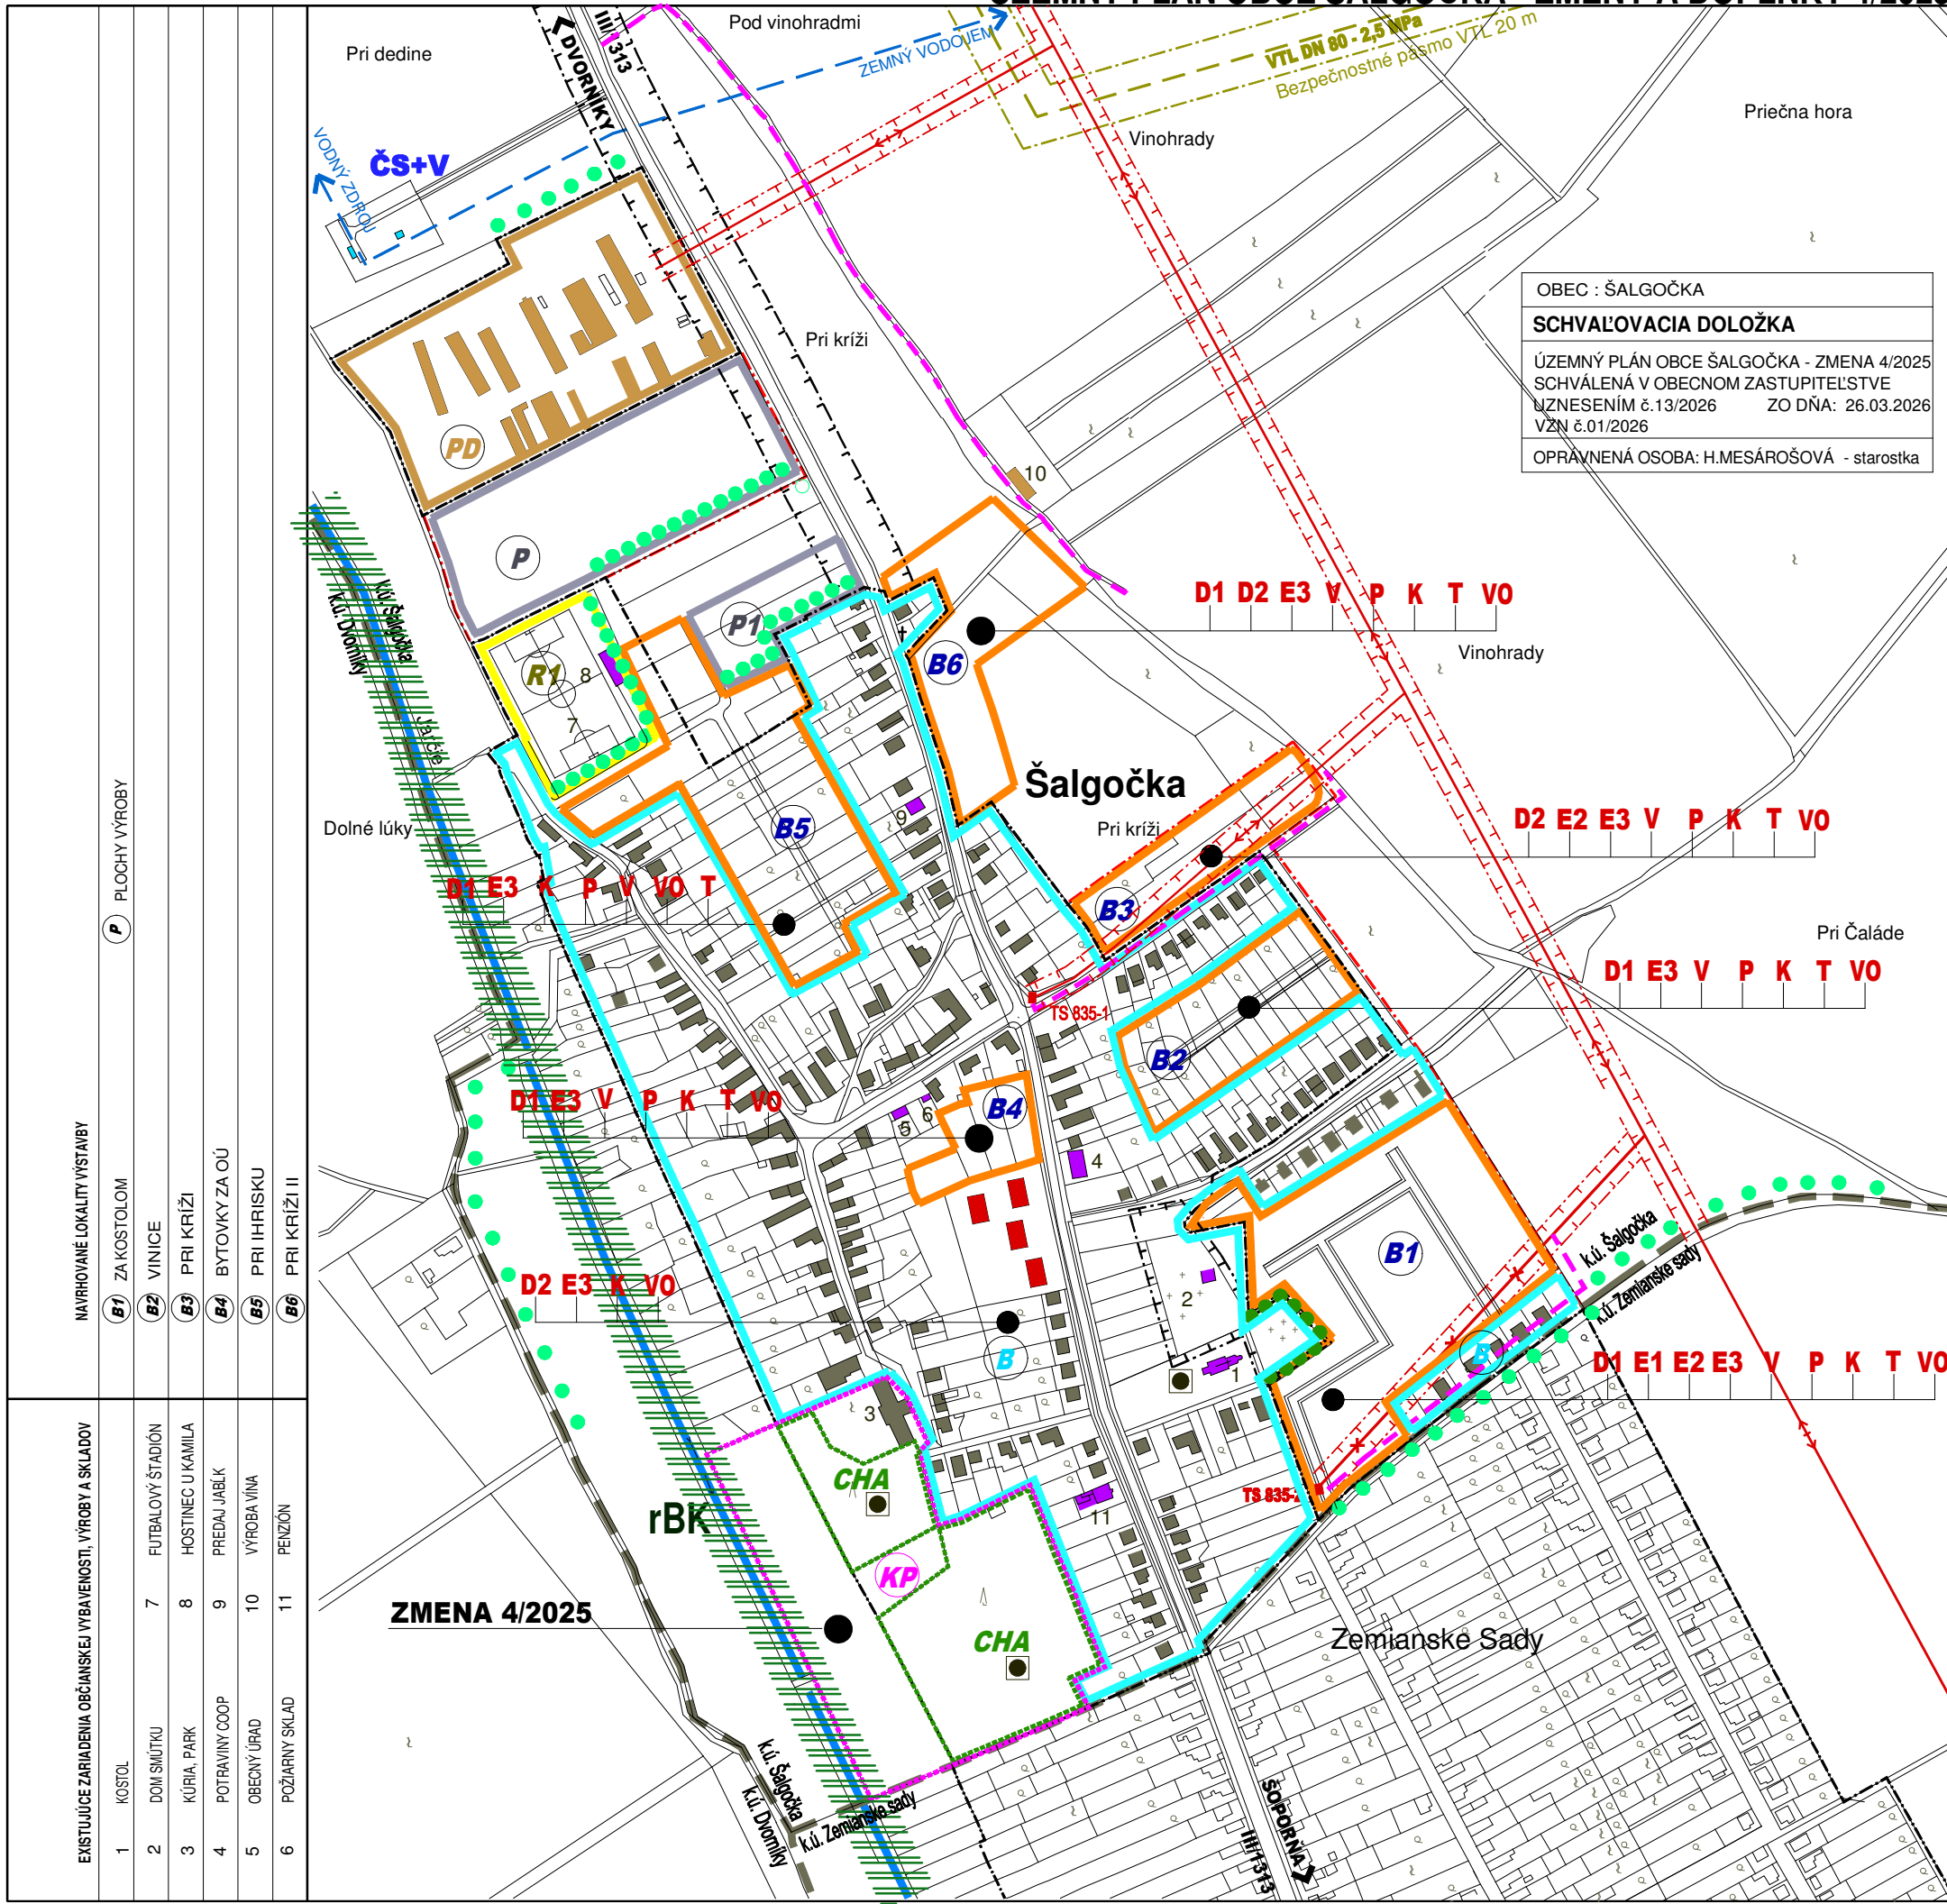 Pri dedine
Pod vinohradmi
DVORNÍKY
ZEMNÝ VODOJEM
VTL DN 80 - 2,5 MPa
Bezpečnostné pásmo VTL 20 m
Vinohrady
Priečna hora
VODNÝ ZDROJ
ČS+V
Pri kríži
OBEC : ŠALGOČKA
SCHVAĽOVACIA DOLOŽKA
ÚZEMNÝ PLÁN OBCE ŠALGOČKA - ZMENA 4/2025
SCHVÁLENÁ V OBECNOM ZASTUPITEĽSTVE
UZNESENÍM č.13/2026 ZO DŇA: 26.03.2026
VZN č.01/2026
OPRÁVNENÁ OSOBA: H.MESÁROŠOVÁ - starostka
PD
10
P
P1
R1
8
7
B6
D1 D2 E3 V P K T VO
Vinohrady
k.ú. Šalgočka
k.ú. Dvorníky
Jarčie
Šalgočka
Dolné lúky
B5
9
Pri kríži
D2 E2 E3 V P K T VO
D1 E3 K P V VO T
B3
Pri Čaláde
D1 E3 V P K T VO
TS 835-1
B2
D1 E3 V P K T VO
B4
5
6
4
B1
k.ú. Šalgočka
k.ú. Zemianske sady
2
D2 E3 K VO
B
B
1
D1 E1 E2 E3 V P K T VO
3
CHA
TS 835-2
11
rBK
KP
ZMENA 4/2025
CHA
Zemianske Sady
k.ú. Šalgočka
k.ú. Dvorníky
k.ú. Zemianske sady
ŠOPORŇA
III/1313
NAVRHOVANÉ LOKALITY VÝSTAVBY
B1 ZA KOSTOLOM
P PLOCHY VÝROBY
B2 VINICE
B3 PRI KRÍŽI
B4 BYTOVKY ZA OÚ
B5 PRI IHRISKU
B6 PRI KRÍŽI II
EXISTUJÚCE ZARIADENIA OBČIANSKEJ VYBAVENOSTI, VÝROBY A SKLADOV
1 KOSTOL
2 DOM SMÚTKU
7 FUTBALOVÝ ŠTADIÓN
3 KÚRIA, PARK
8 HOSTINEC U KAMILA
4 POTRAVINY COOP
9 PREDAJ JABĹK
5 OBECNÝ ÚRAD
10 VÝROBA VÍNA
6 POŽIARNY SKLAD
11 PENZIÓN